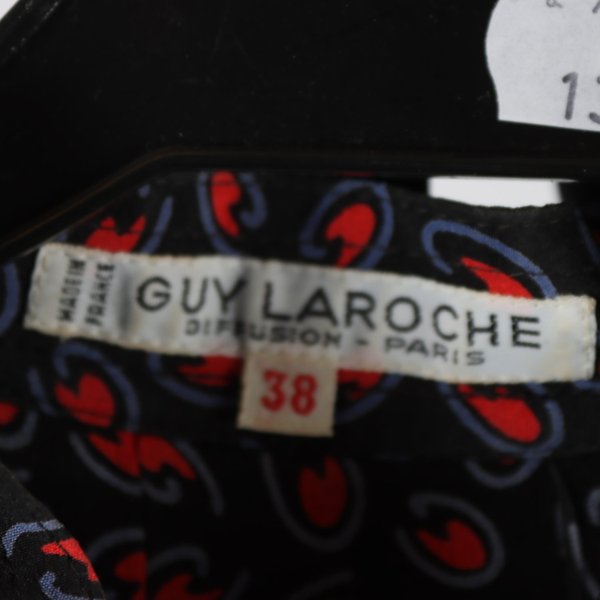 MADE IN
FRANCE
GUY LAROCHE
DIFFUSION - PARIS
38